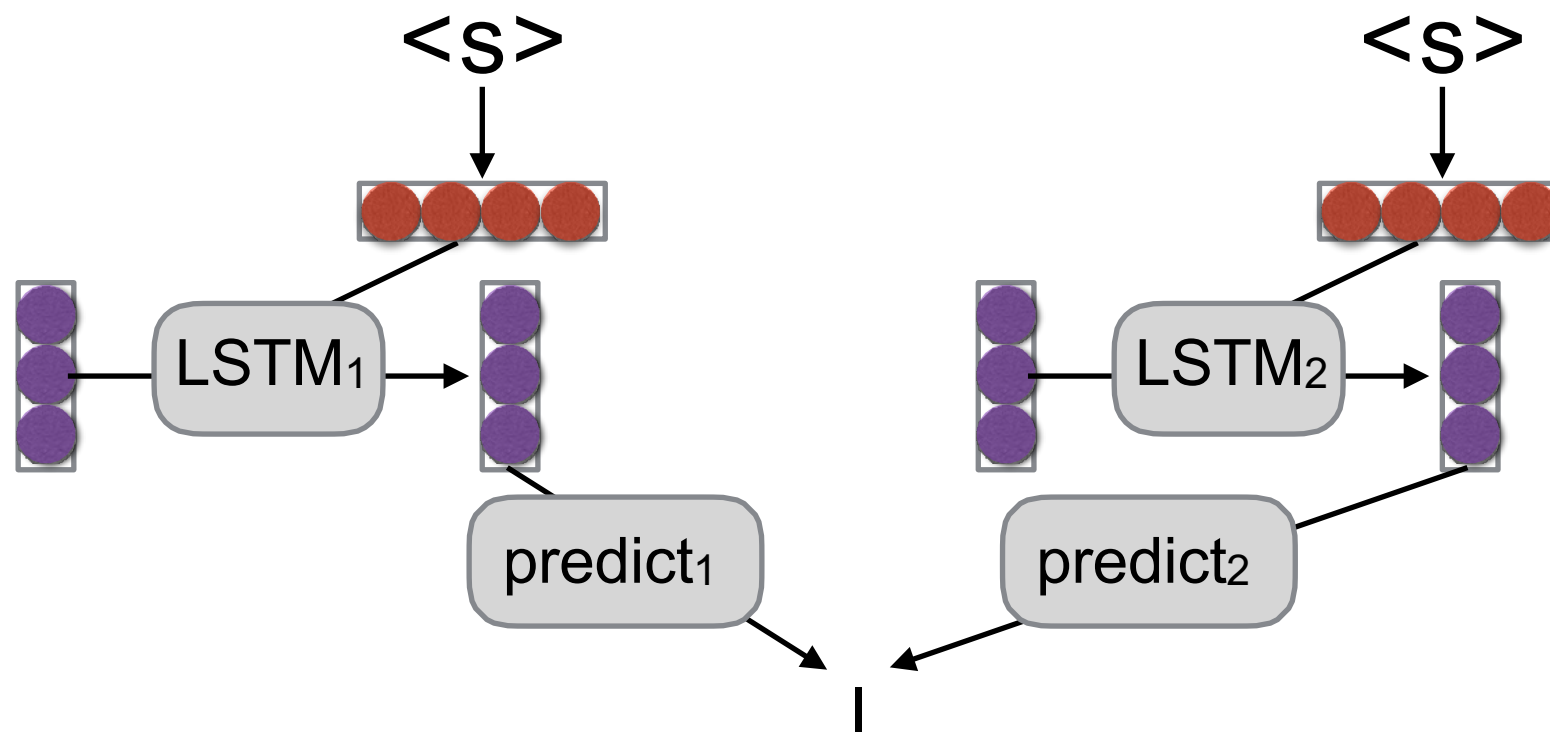 <s> <s>
LSTM₁ LSTM₂
predict₁ predict₂
I